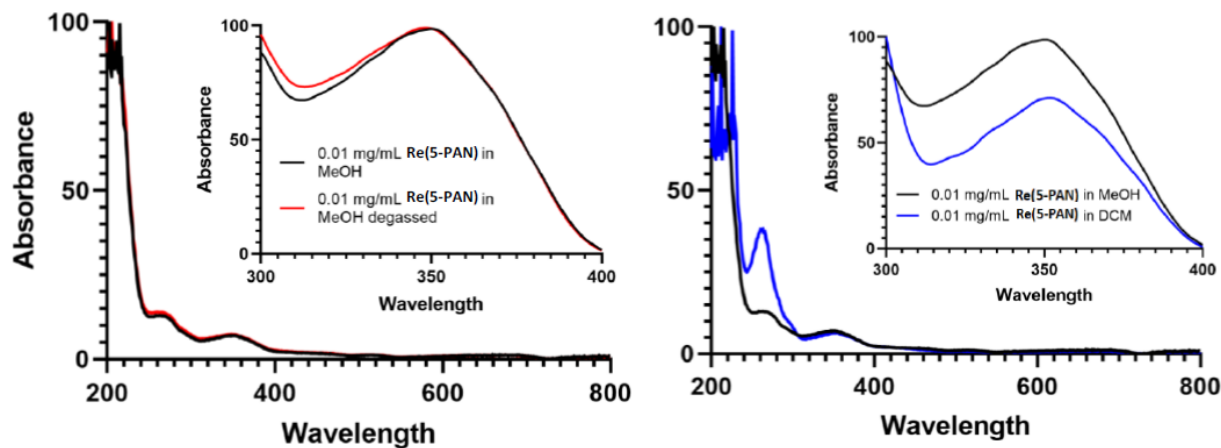 100
50
0
Absorbance
200
400
600
800
Wavelength
100
50
0
Absorbance
300
350
400
Wavelength
0.01 mg/mL Re(5-PAN) in
MeOH
0.01 mg/mL Re(5-PAN) in
MeOH degassed
100
50
0
Absorbance
200
400
600
800
Wavelength
100
50
0
Absorbance
300
350
400
Wavelength
0.01 mg/mL Re(5-PAN) in MeOH
0.01 mg/mL Re(5-PAN) in DCM